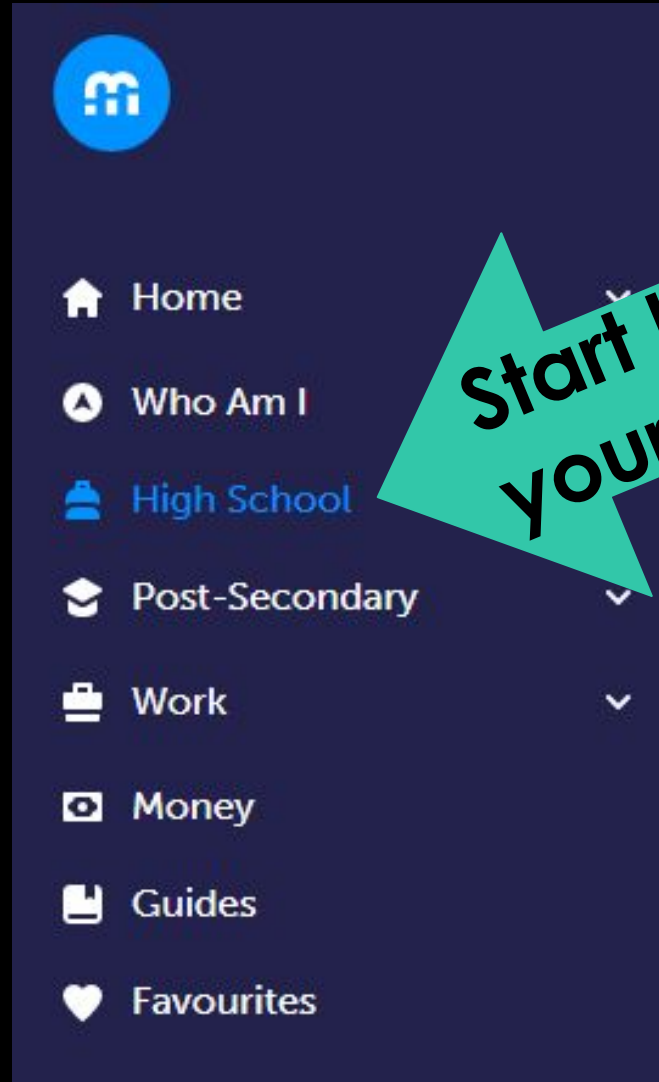 Home
Who Am I
Start
your
High School
Post-Secondary
Work
Money
Guides
Favourites